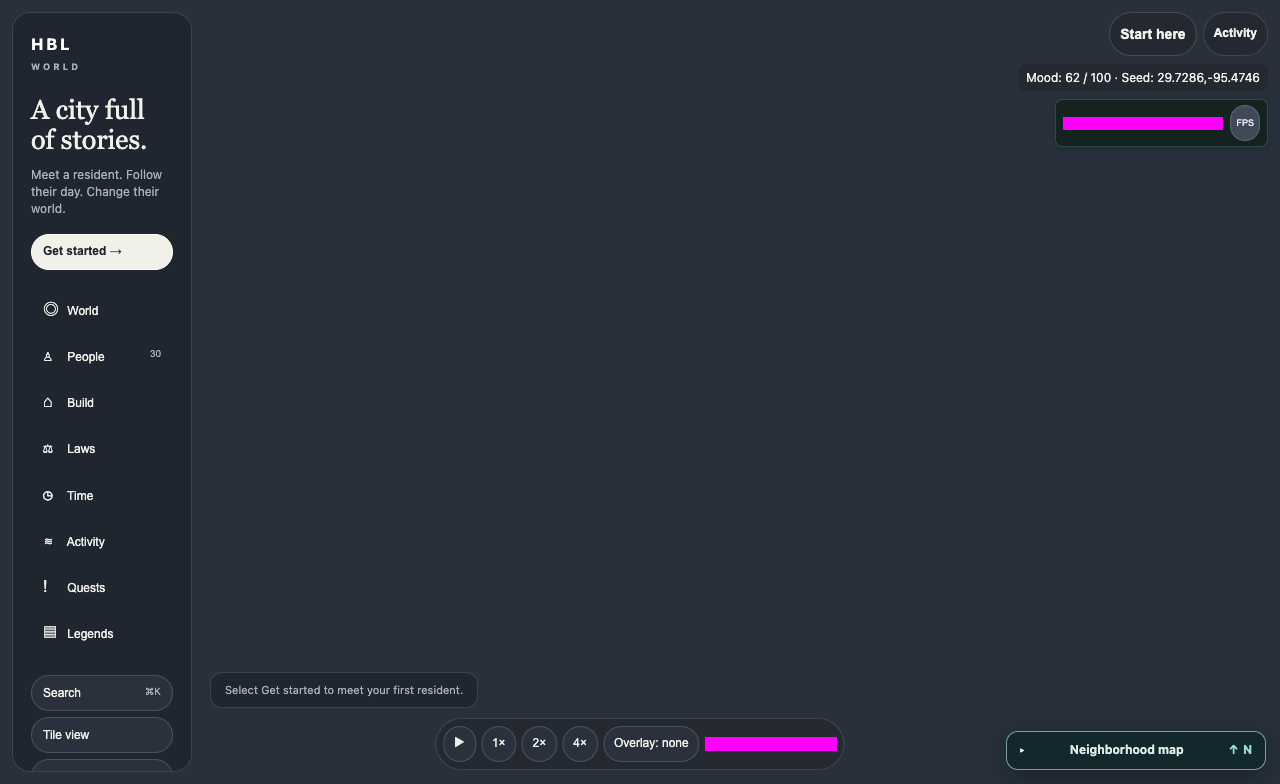 HBL
WORLD
A city full
of stories.
Meet a resident. Follow
their day. Change their
world.
Get started →
World
People 30
Build
Laws
Time
Activity
Quests
Legends
Search ⌘K
Tile view
Start here Activity
Mood: 62 / 100 · Seed: 29.7286,-95.4746
FPS
Select Get started to meet your first resident.
1× 2× 4× Overlay: none
Neighborhood map ↑ N